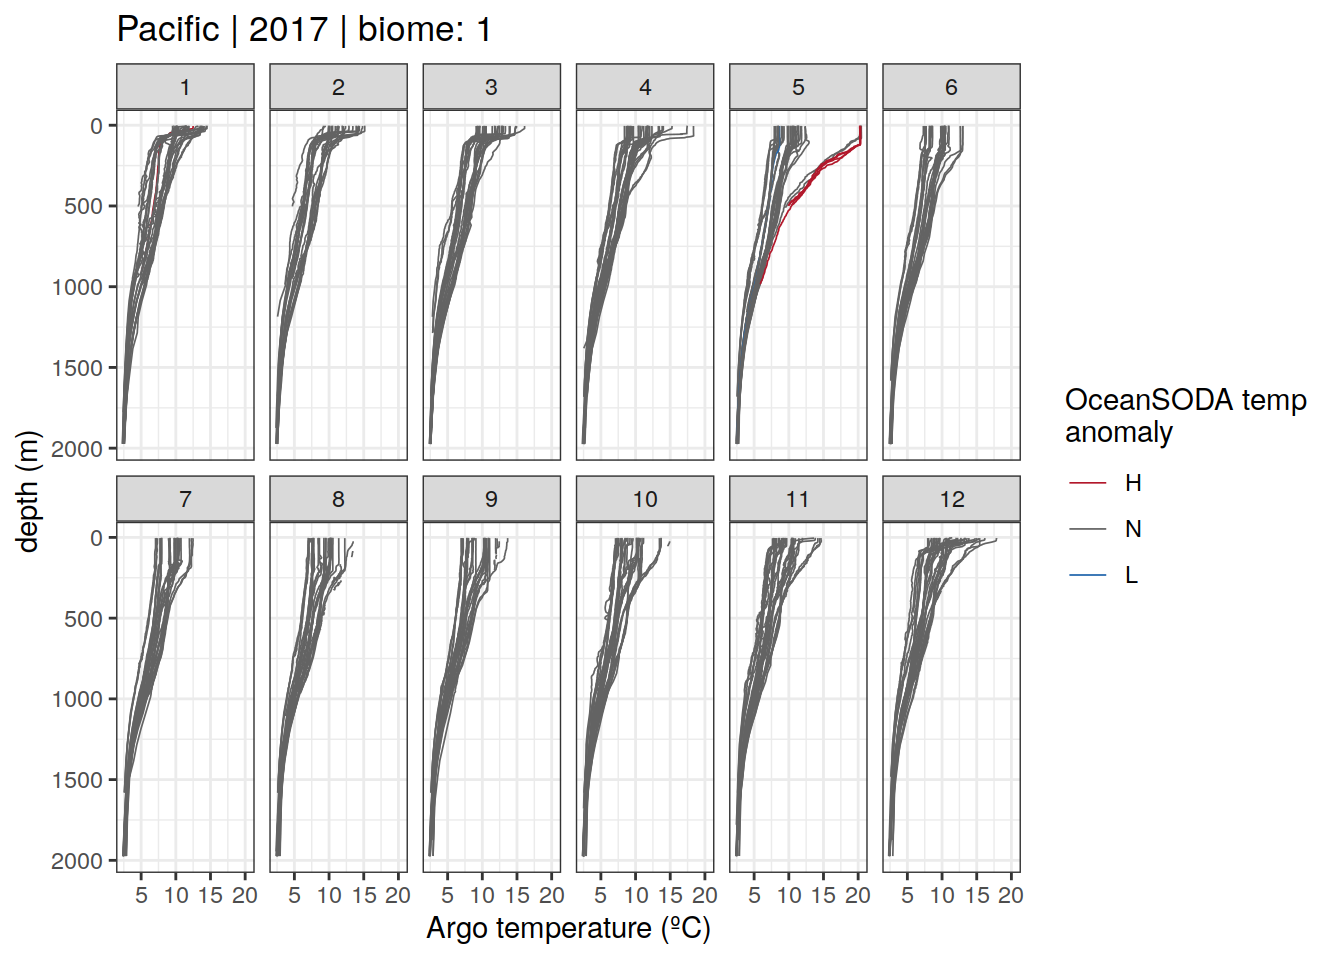 Pacific | 2017 | biome: 1
1 2 3 4 5 6
0
500
1000
1500
2000
7 8 9 10 11 12
0
500
1000
1500
2000
5 10 15 20 5 10 15 20 5 10 15 20 5 10 15 20 5 10 15 20 5 10 15 20
Argo temperature (ºC)
depth (m)
OceanSODA temp
anomaly
H
N
L